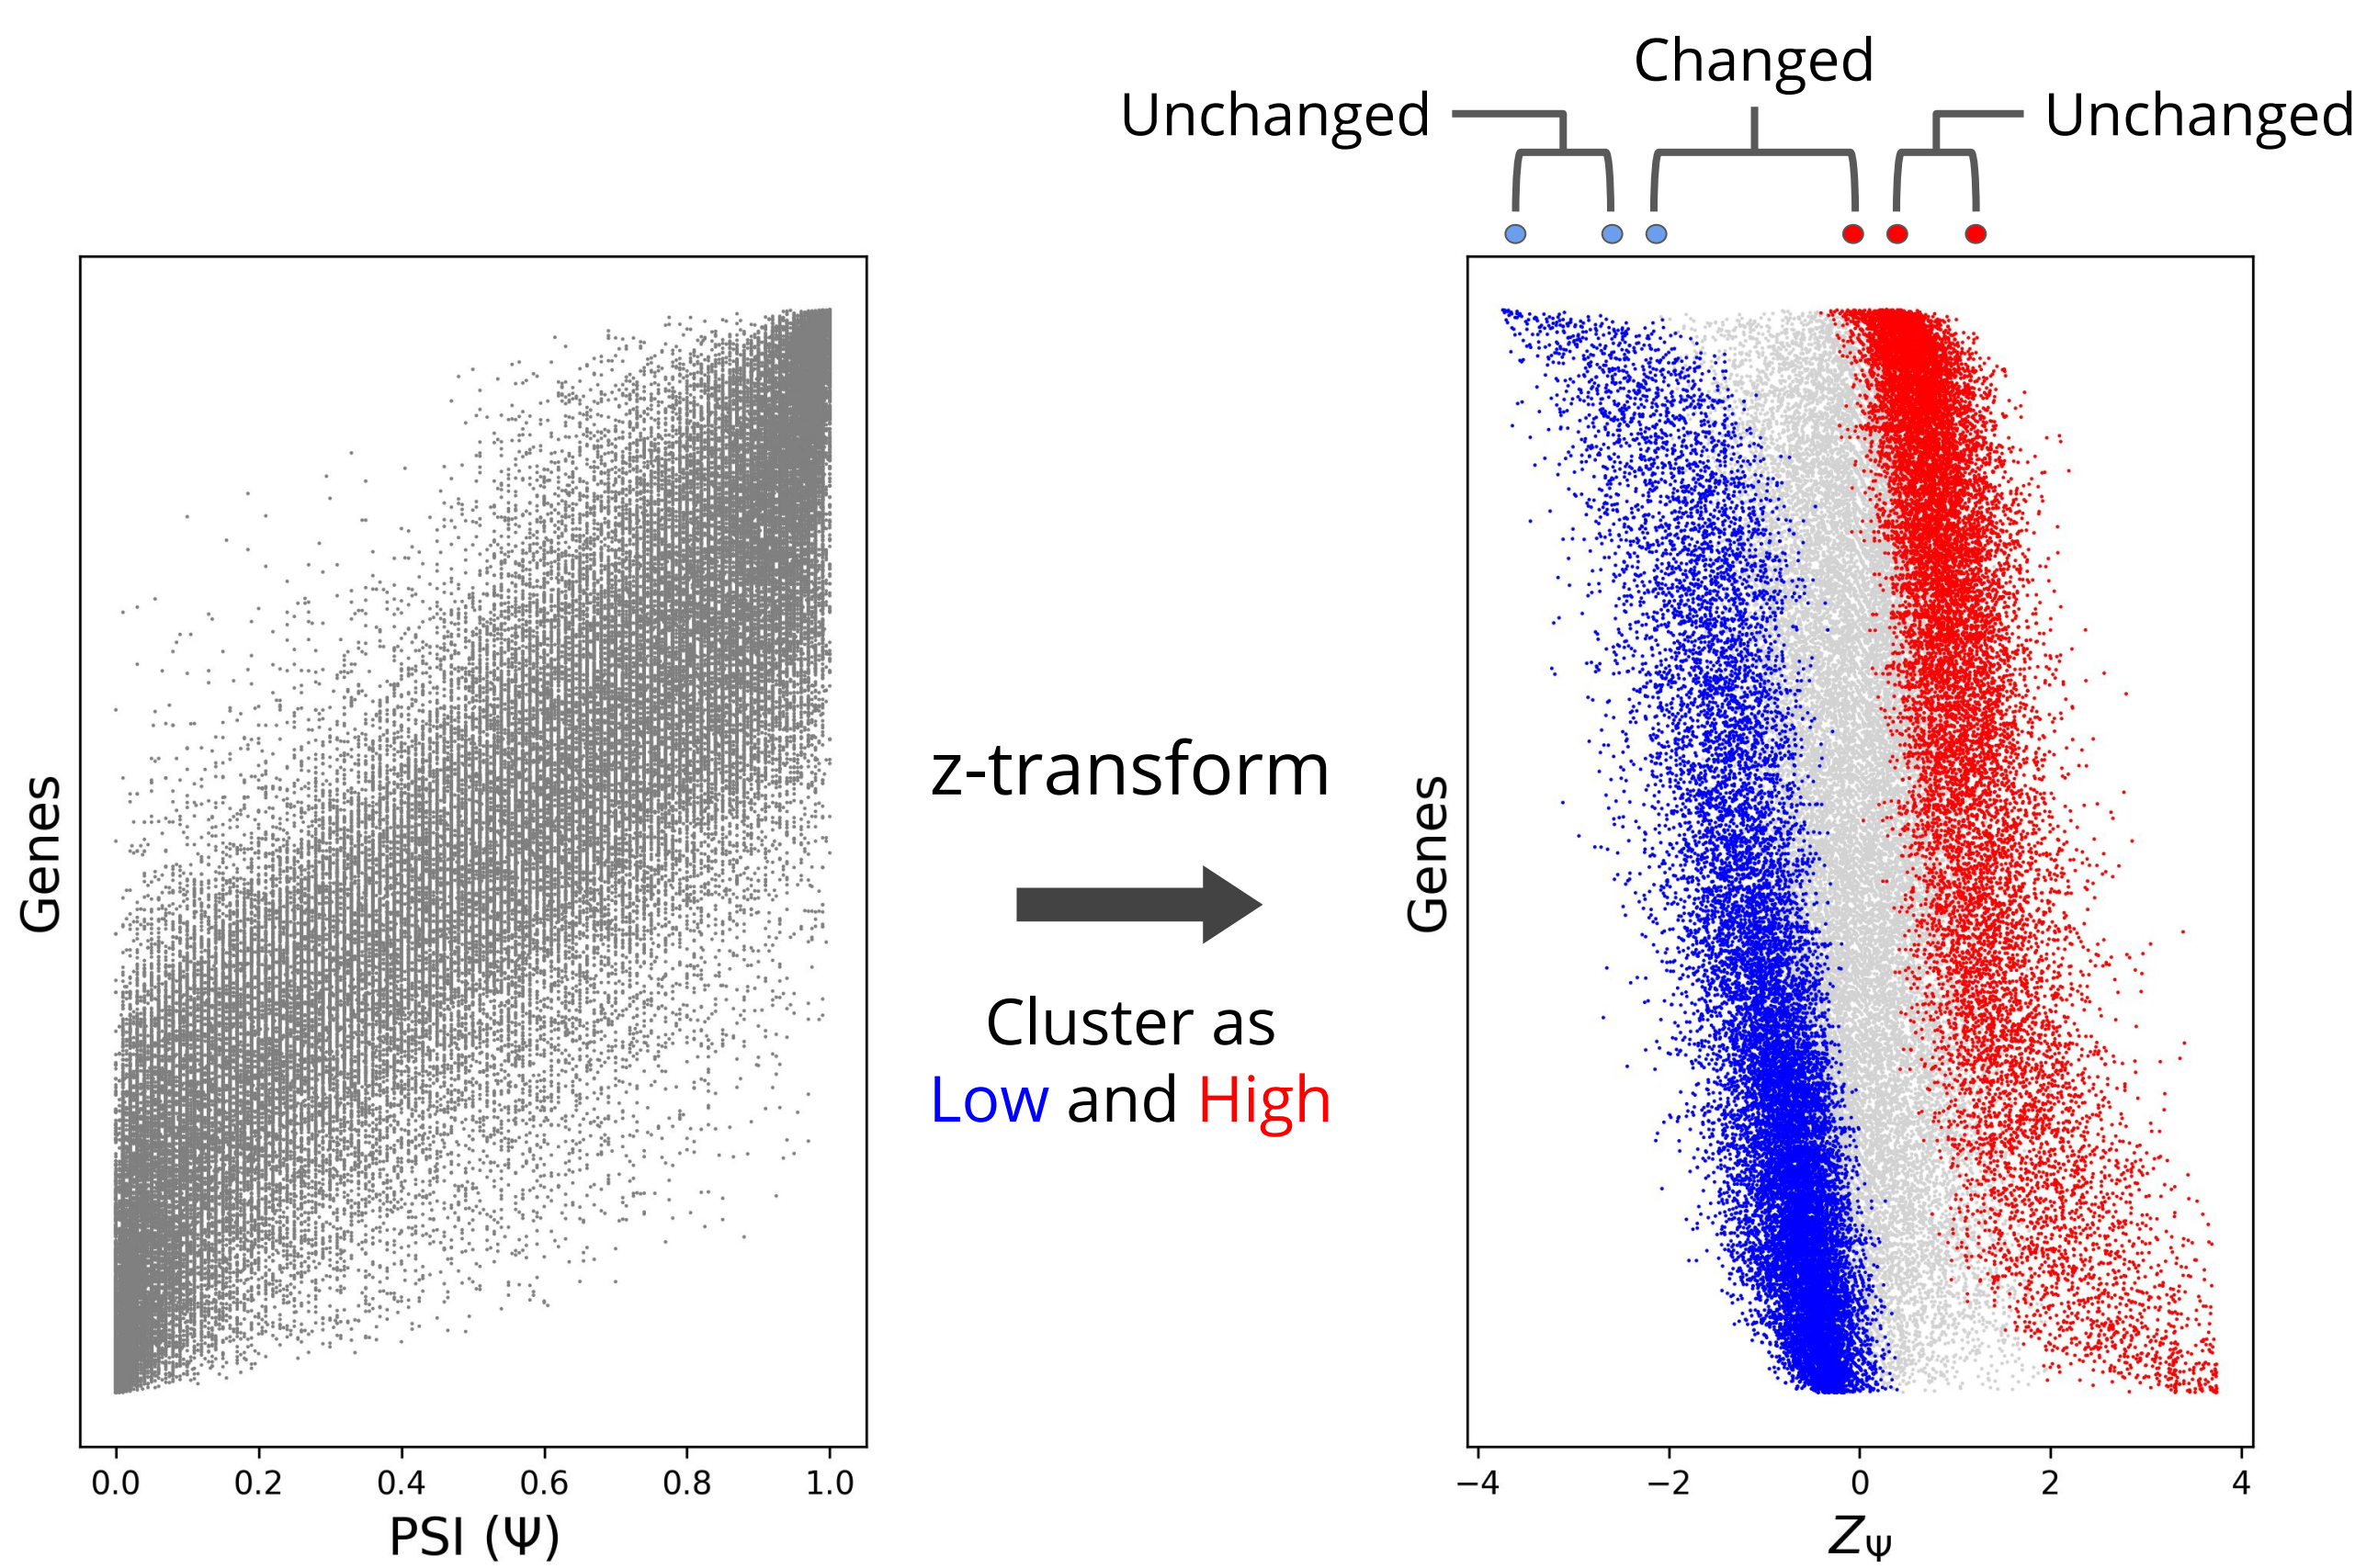 Changed
Unchanged
Unchanged
Genes
0.0 0.2 0.4 0.6 0.8 1.0
PSI (Ψ)
z-transform
Cluster as
Low and High
Genes
−4 −2 0 2 4
ZΨ